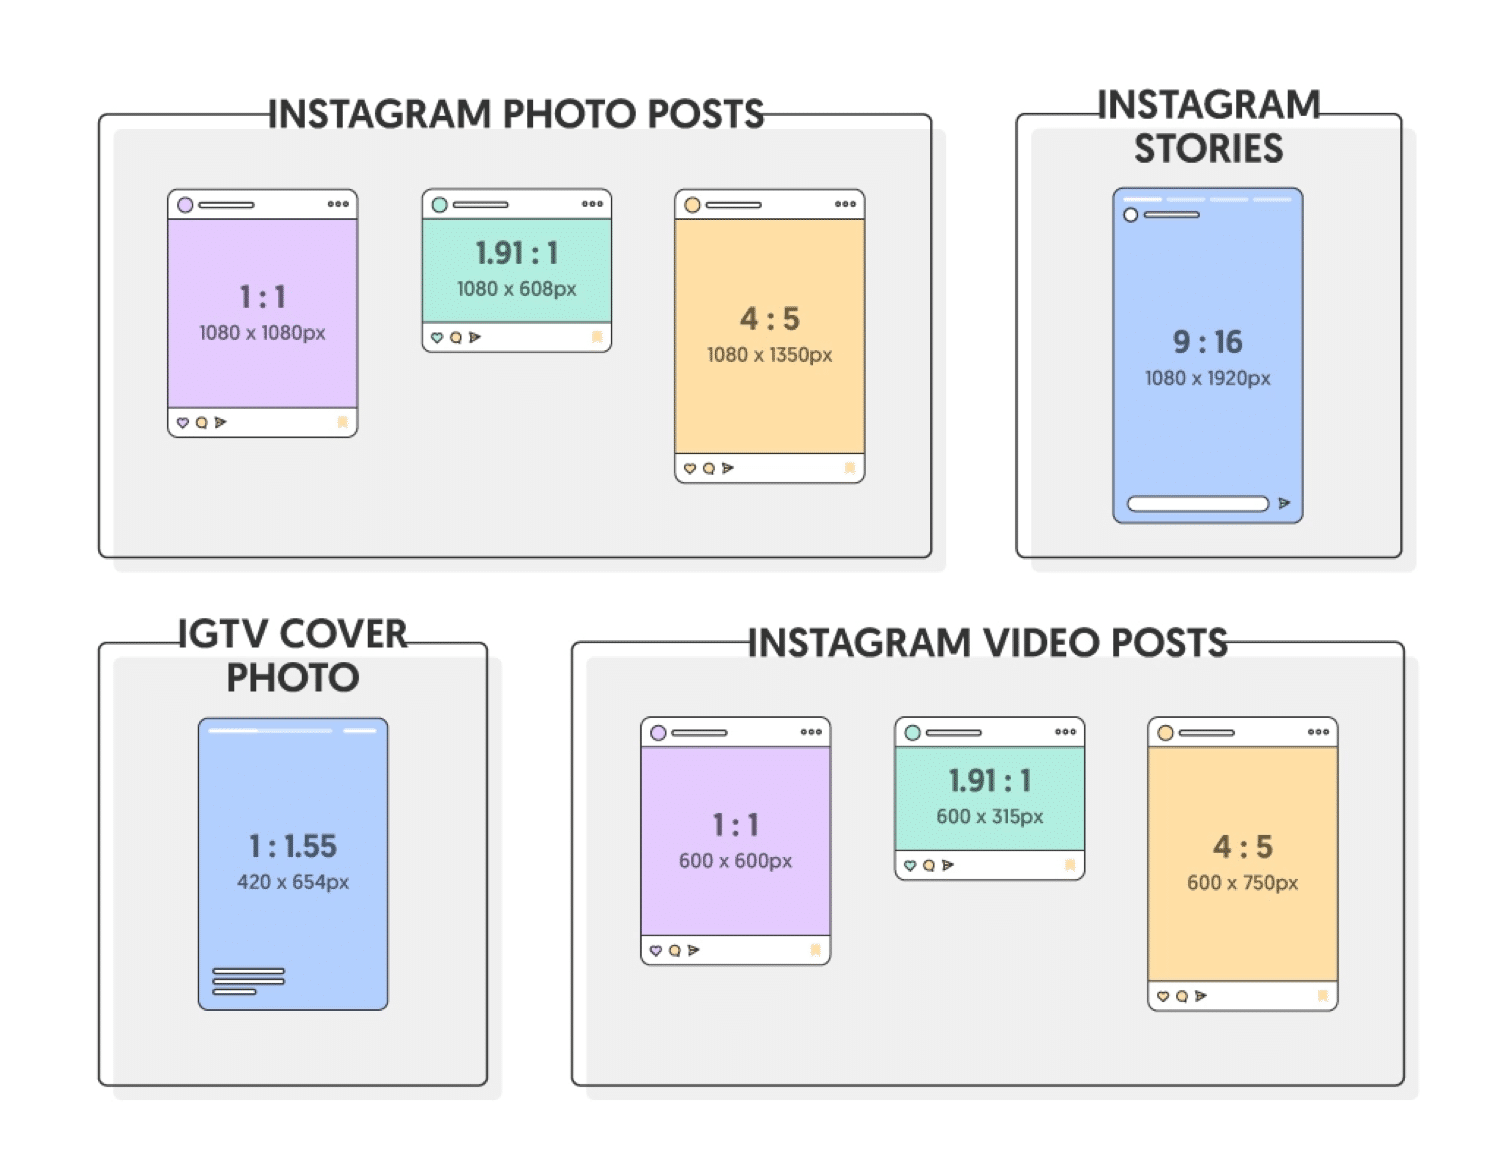 INSTAGRAM PHOTO POSTS
1 : 1
1080 x 1080px
1.91 : 1
1080 x 608px
4 : 5
1080 x 1350px
INSTAGRAM
STORIES
9 : 16
1080 x 1920px
IGTV COVER
PHOTO
1 : 1.55
420 x 654px
INSTAGRAM VIDEO POSTS
1 : 1
600 x 600px
1.91 : 1
600 x 315px
4 : 5
600 x 750px